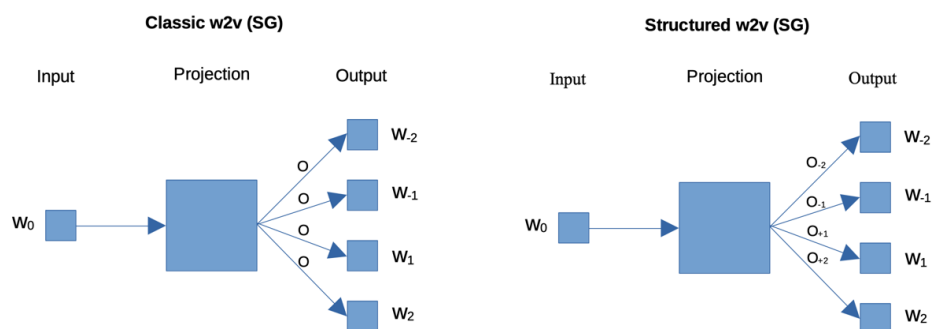 Classic w2v (SG)
Input
Projection
Output
W-2
O
W-1
O
W0
O
W1
O
W2
Structured w2v (SG)
Input
Projection
Output
W-2
O-2
W-1
O-1
W0
O+1
W1
O+2
W2